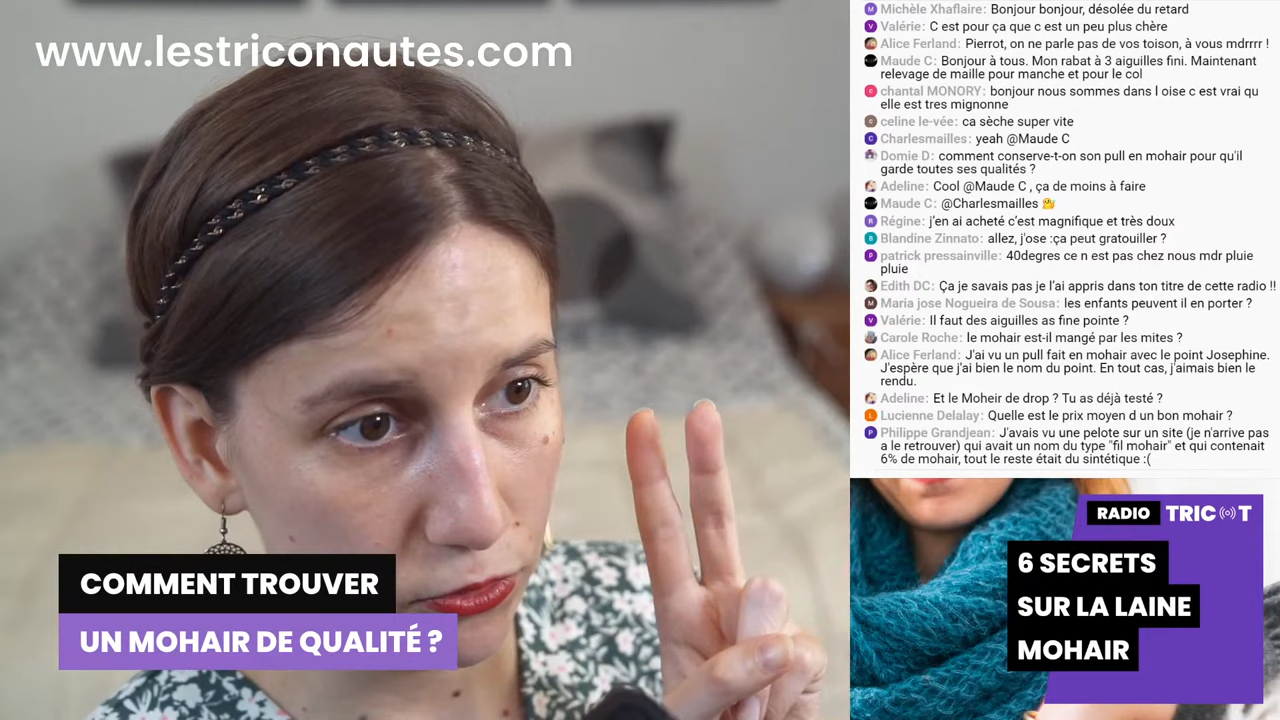 www.lestriconautes.com
COMMENT TROUVER
UN MOHAIR DE QUALITÉ ?
Michèle Xhaflaire: Bonjour bonjour, désolée du retard
Valérie: C est pour ça que c est un peu plus chère
Alice Ferland: Pierrot, on ne parle pas de vos toison, à vous mdrrrr !
Maude C: Bonjour à tous. Mon rabat à 3 aiguilles fini. Maintenant
relevage de maille pour manche et pour le col
chantal MONORY: bonjour nous sommes dans l oise c est vrai qu
elle est tres mignonne
celine le-vée: ca sèche super vite
Charlesmailles: yeah @Maude C
Domie D: comment conserve-t-on son pull en mohair pour qu'il
garde toutes ses qualités ?
Adeline: Cool @Maude C , ça de moins à faire
Maude C: @Charlesmailles 🤗
Régine: j'en ai acheté c'est magnifique et très doux
Blandine Zinnato: allez, j'ose :ça peut gratouiller ?
patrick pressainville: 40degres ce n est pas chez nous mdr pluie
pluie
Edith DC: Ça je savais pas je l'ai appris dans ton titre de cette radio !!
Maria jose Nogueira de Sousa: les enfants peuvent il en porter ?
Valérie: Il faut des aiguilles as fine pointe ?
Carole Roche: le mohair est-il mangé par les mites ?
Alice Ferland: J'ai vu un pull fait en mohair avec le point Josephine.
J'espère que j'ai bien le nom du point. En tout cas, j'aimais bien le
rendu.
Adeline: Et le Moheir de drop ? Tu as déjà testé ?
Lucienne Delalay: Quelle est le prix moyen d un bon mohair ?
Philippe Grandjean: J'avais vu une pelote sur un site (je n'arrive pas
a le retrouver) qui avait un nom du type "fil mohair" et qui contenait
6% de mohair, tout le reste était du sintétique :(
RADIO TRICOT
6 SECRETS
SUR LA LAINE
MOHAIR